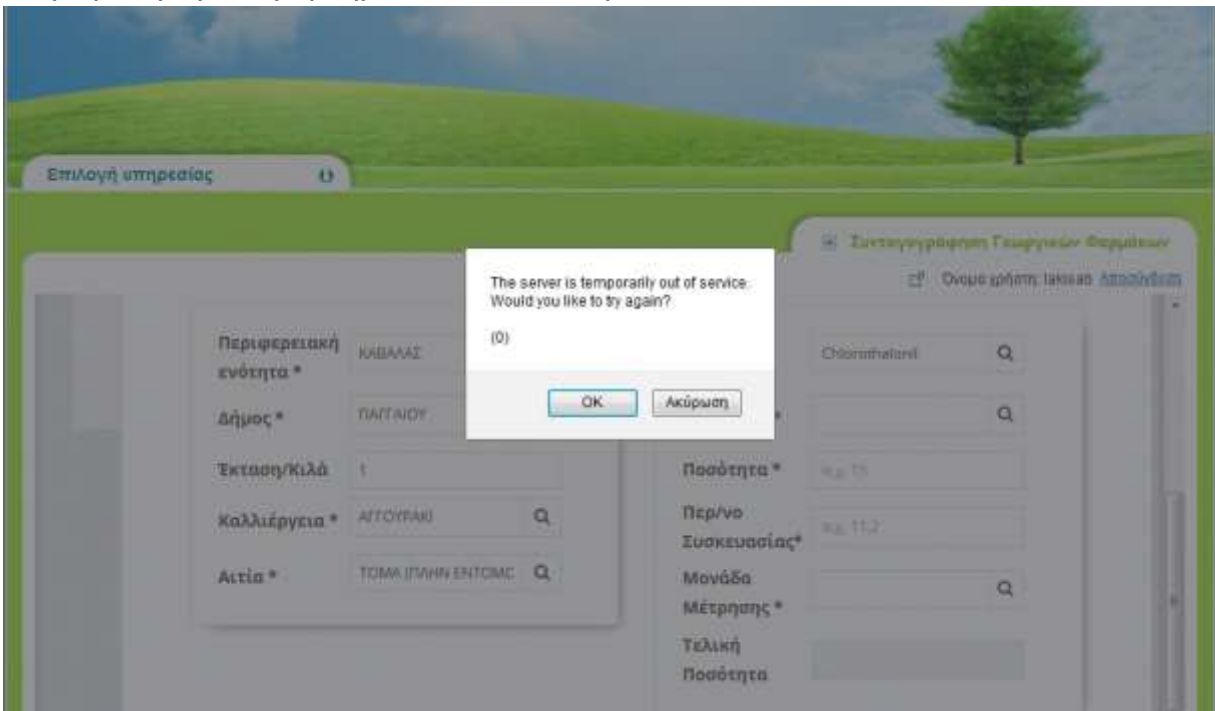 Επιλογή υπηρεσίας
Συνταγογράφηση Γεωργικών Φαρμάκων
Όνομα χρήστη: Αποσύνδεση
The server is temporarily out of service.
Would you like to try again?
(0)
OK Ακύρωση
Περιφερειακή
ενότητα * ΚΑΒΑΛΑΣ
Δήμος * ΠΑΓΓΑΙΟΥ
Έκταση/Κιλά 1
Καλλιέργεια * ΑΓΓΟΥΡΑΚΙ
Αιτία *
Chlorothalonil
*
Ποσότητα * π.χ. 15
Περ/νο
Συσκευασίας* π.χ. 11,2
Μονάδα
Μέτρησης *
Τελική
Ποσότητα